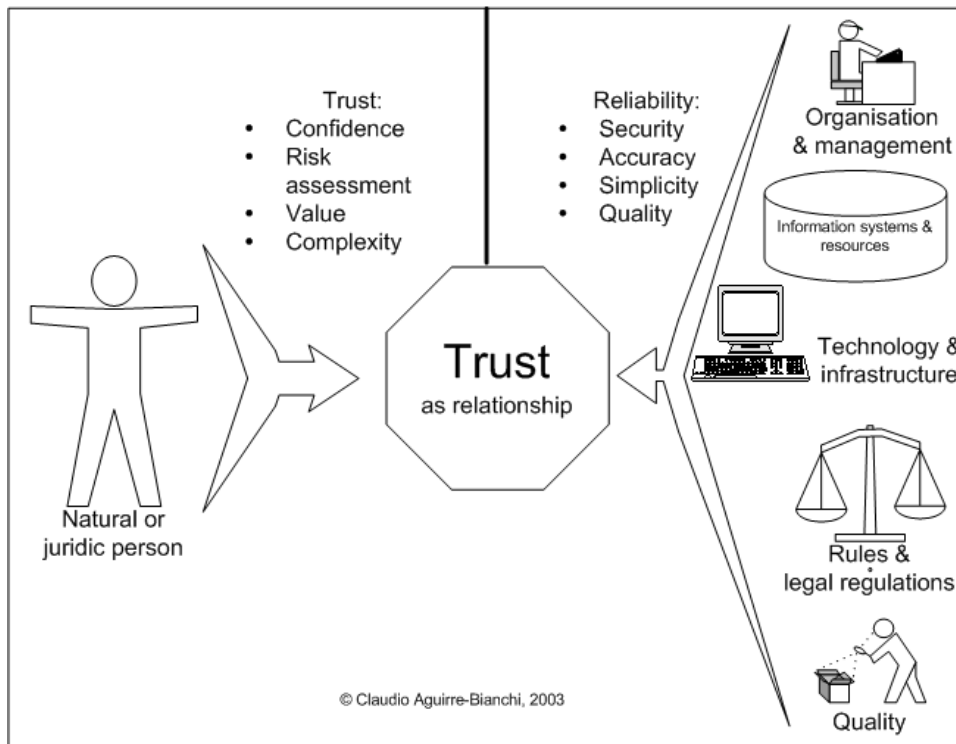 Trust:
• Confidence
• Risk
assessment
• Value
• Complexity
Reliability:
• Security
• Accuracy
• Simplicity
• Quality
Natural or
juridic person
Trust
as relationship
Organisation
& management
Information systems &
resources
Technology &
infrastructure
Rules &
legal regulations
Quality
© Claudio Aguirre-Bianchi, 2003